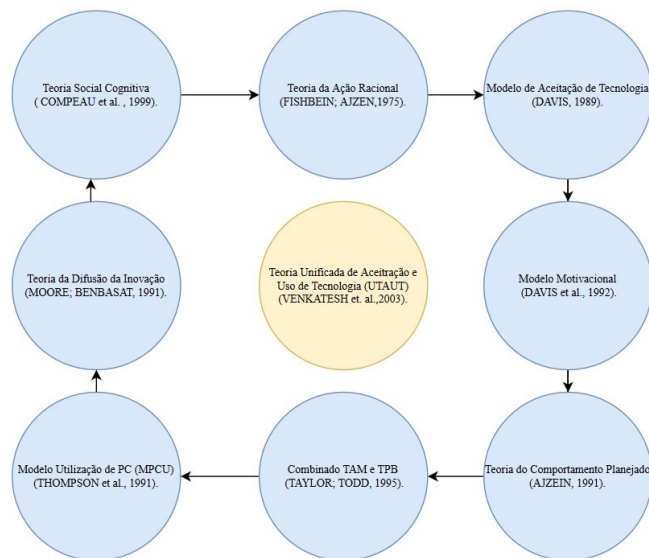 Teoria Social Cognitiva
( COMPEAU et al. , 1999).
Teoria da Ação Racional
(FISHBEIN; AJZEN,1975)
Modelo de Aceitação de Tecnologia
(DAVIS, 1989).
Teoria da Difusão da Inovação
(MOORE; BENBASAT, 1991).
Teoria Unificada de Aceitração e
Uso de Tecnologia (UTAUT)
(VENKATESH et. al.,2003).
Modelo Motivacional
(DAVIS et al., 1992).
Modelo Utilização de PC (MPCU)
(THOMPSON et al., 1991).
Combinado TAM e TPB
(TAYLOR; TODD, 1995).
Teoria do Comportamento Planejado
(AJZEIN, 1991).